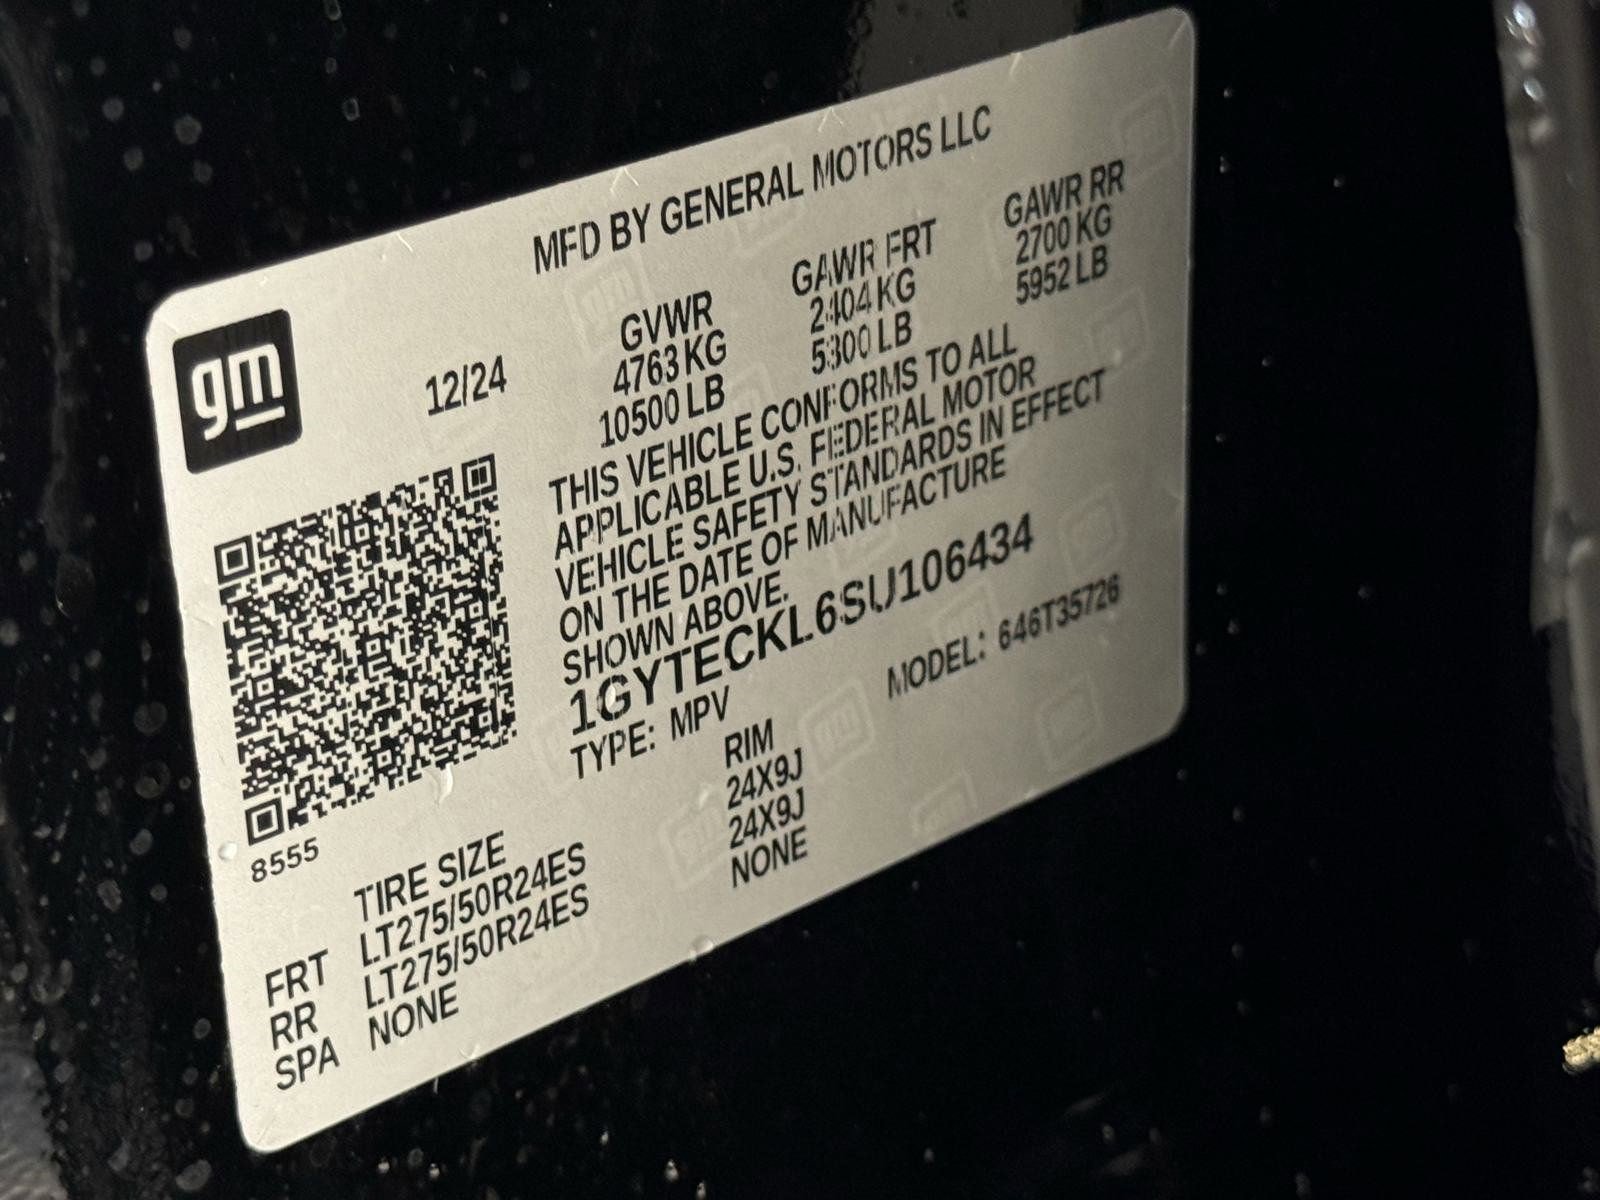 MFD BY GENERAL MOTORS LLC
gm
12/24
GVWR GAWR FRT GAWR RR
4763 KG 2404 KG 2700 KG
10500 LB 5300 LB 5952 LB
THIS VEHICLE CONFORMS TO ALL
APPLICABLE U.S. FEDERAL MOTOR
VEHICLE SAFETY STANDARDS IN EFFECT
ON THE DATE OF MANUFACTURE
SHOWN ABOVE.
1GYTECKL6SU106434
TYPE: MPV MODEL: 646T35726
8555
TIRE SIZE RIM
FRT LT275/50R24ES 24X9J
RR LT275/50R24ES 24X9J
SPA NONE NONE